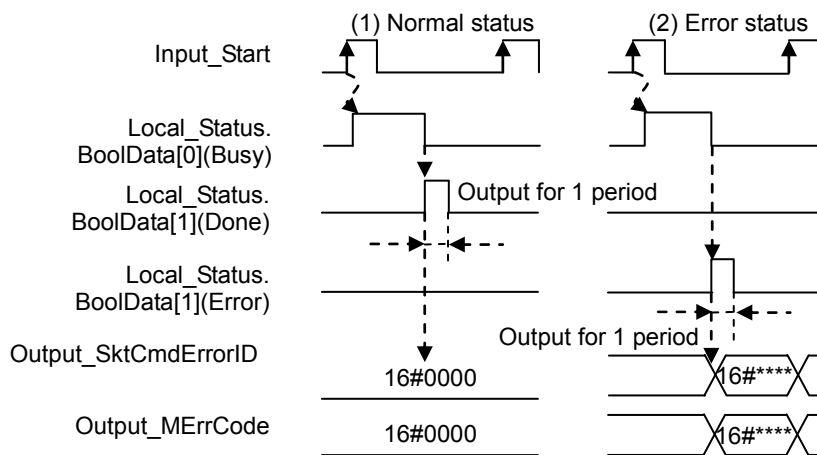 (1) Normal status
(2) Error status
Input_Start
Local_Status.
BoolData[0](Busy)
Local_Status.
BoolData[1](Done)
Output for 1 period
Local_Status.
BoolData[1](Error)
Output for 1 period
Output_SktCmdErrorID
16#0000
16#****
Output_MErrCode
16#0000
16#****